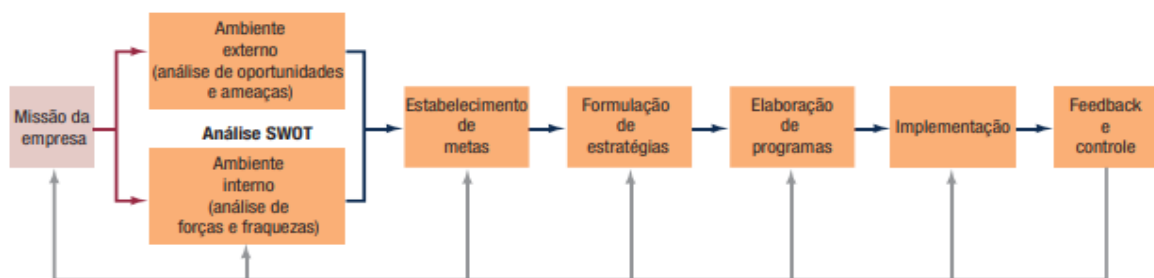 Missão da
empresa
Ambiente
externo
(análise de oportunidades
e ameaças)
Análise SWOT
Ambiente
interno
(análise de
forças e fraquezas)
Estabelecimento
de
metas
Formulação
de
estratégias
Elaboração
de
programas
Implementação
Feedback
e
controle